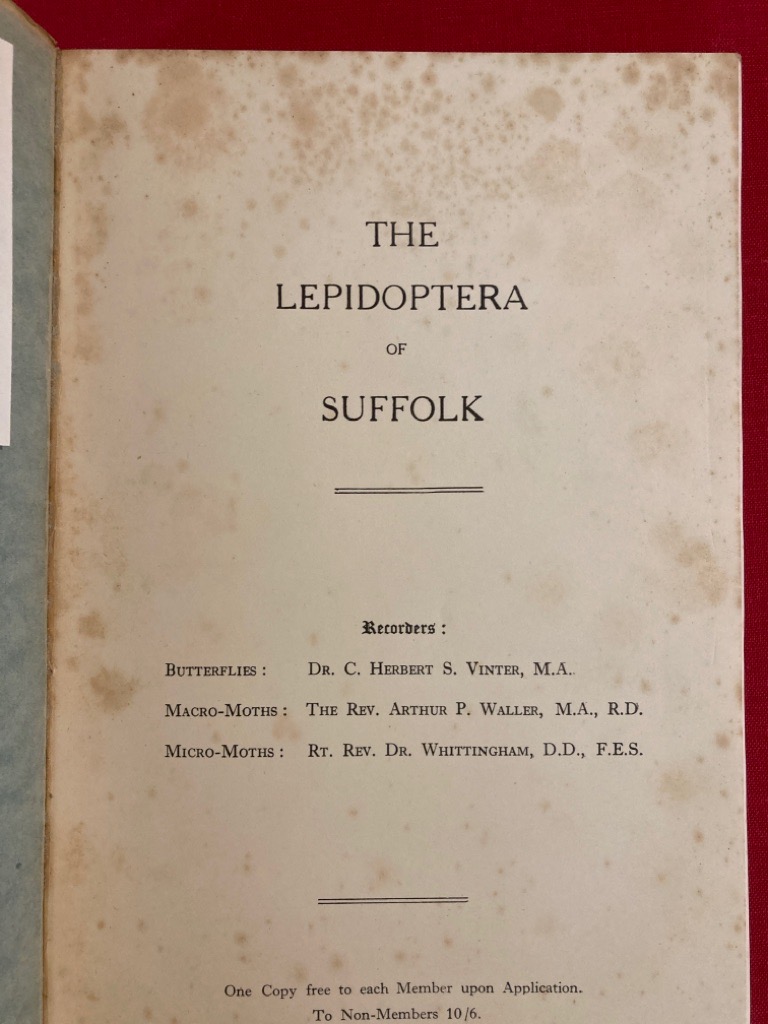 THE
LEPIDOPTERA
OF
SUFFOLK
Recorders :
BUTTERFLIES : DR. C. HERBERT S. VINTER, M.A.
MACRO-MOTHS : THE REV. ARTHUR P. WALLER, M.A., R.D.
MICRO-MOTHS : RT. REV. DR. WHITTINGHAM, D.D., F.E.S.
One Copy free to each Member upon Application.
To Non-Members 10/6.